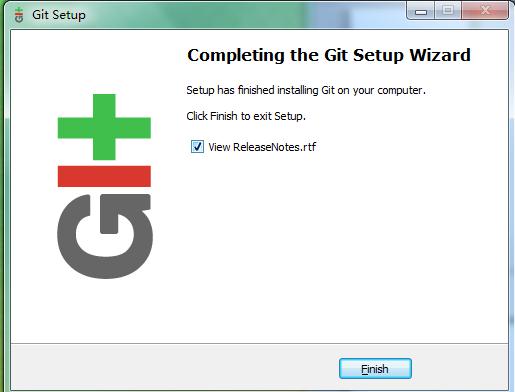 Git Setup
Completing the Git Setup Wizard
Setup has finished installing Git on your computer.
Click Finish to exit Setup.
View ReleaseNotes.rtf
GIt
Finish